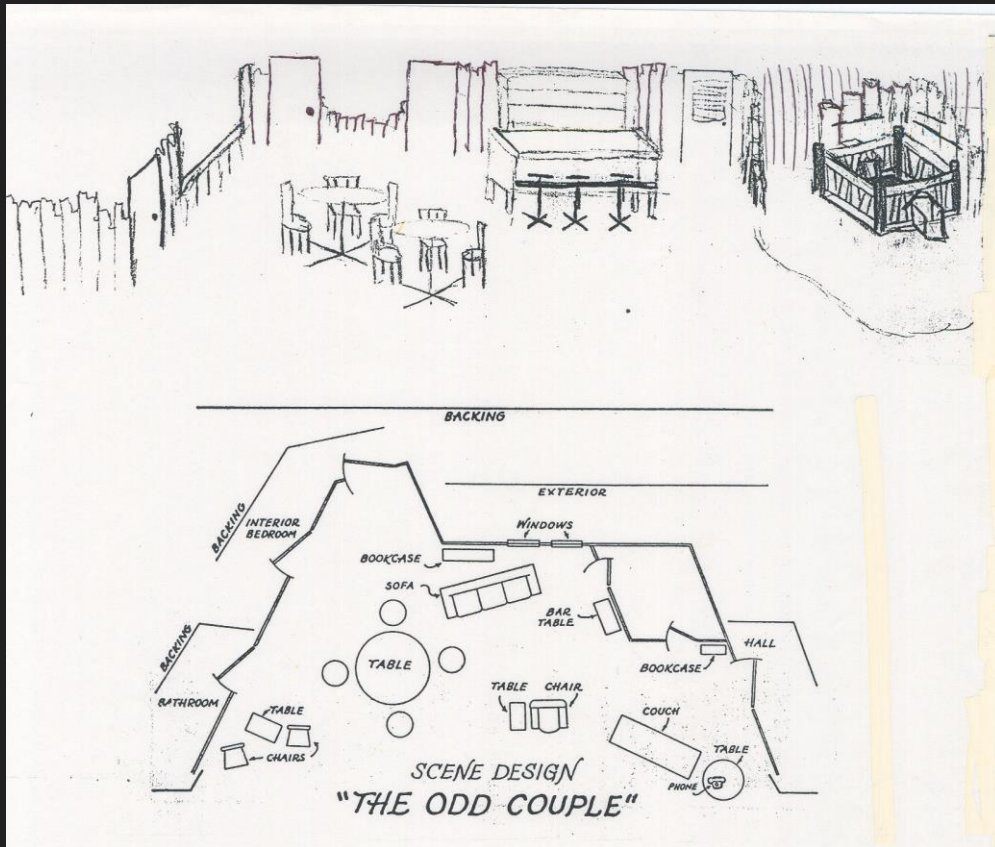 BACKING
EXTERIOR
BACKING
INTERIOR
BEDROOM
WINDOWS
BOOKCASE
SOFA
BAR
TABLE
BACKING
HALL
TABLE
BOOKCASE
BATHROOM
TABLE
CHAIR
COUCH
TABLE
TABLE
CHAIRS
PHONE
SCENE DESIGN
"THE ODD COUPLE"